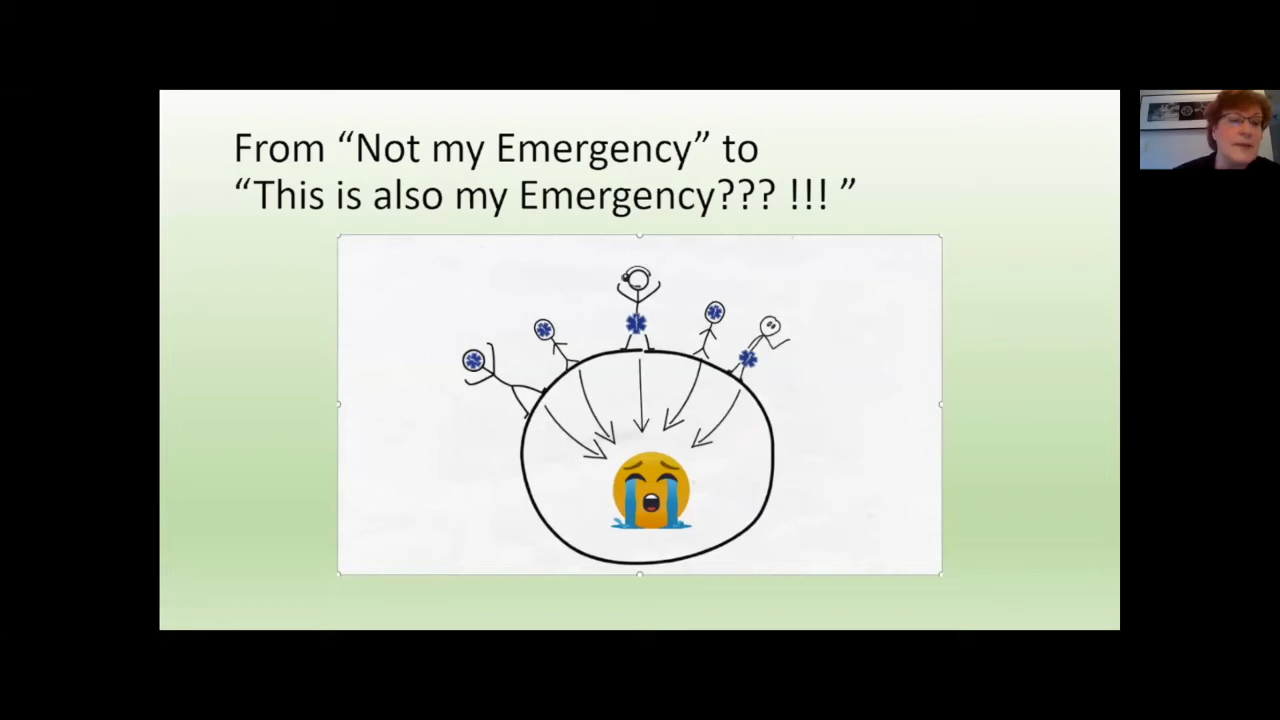 From “Not my Emergency” to
“This is also my Emergency??? !!! ”